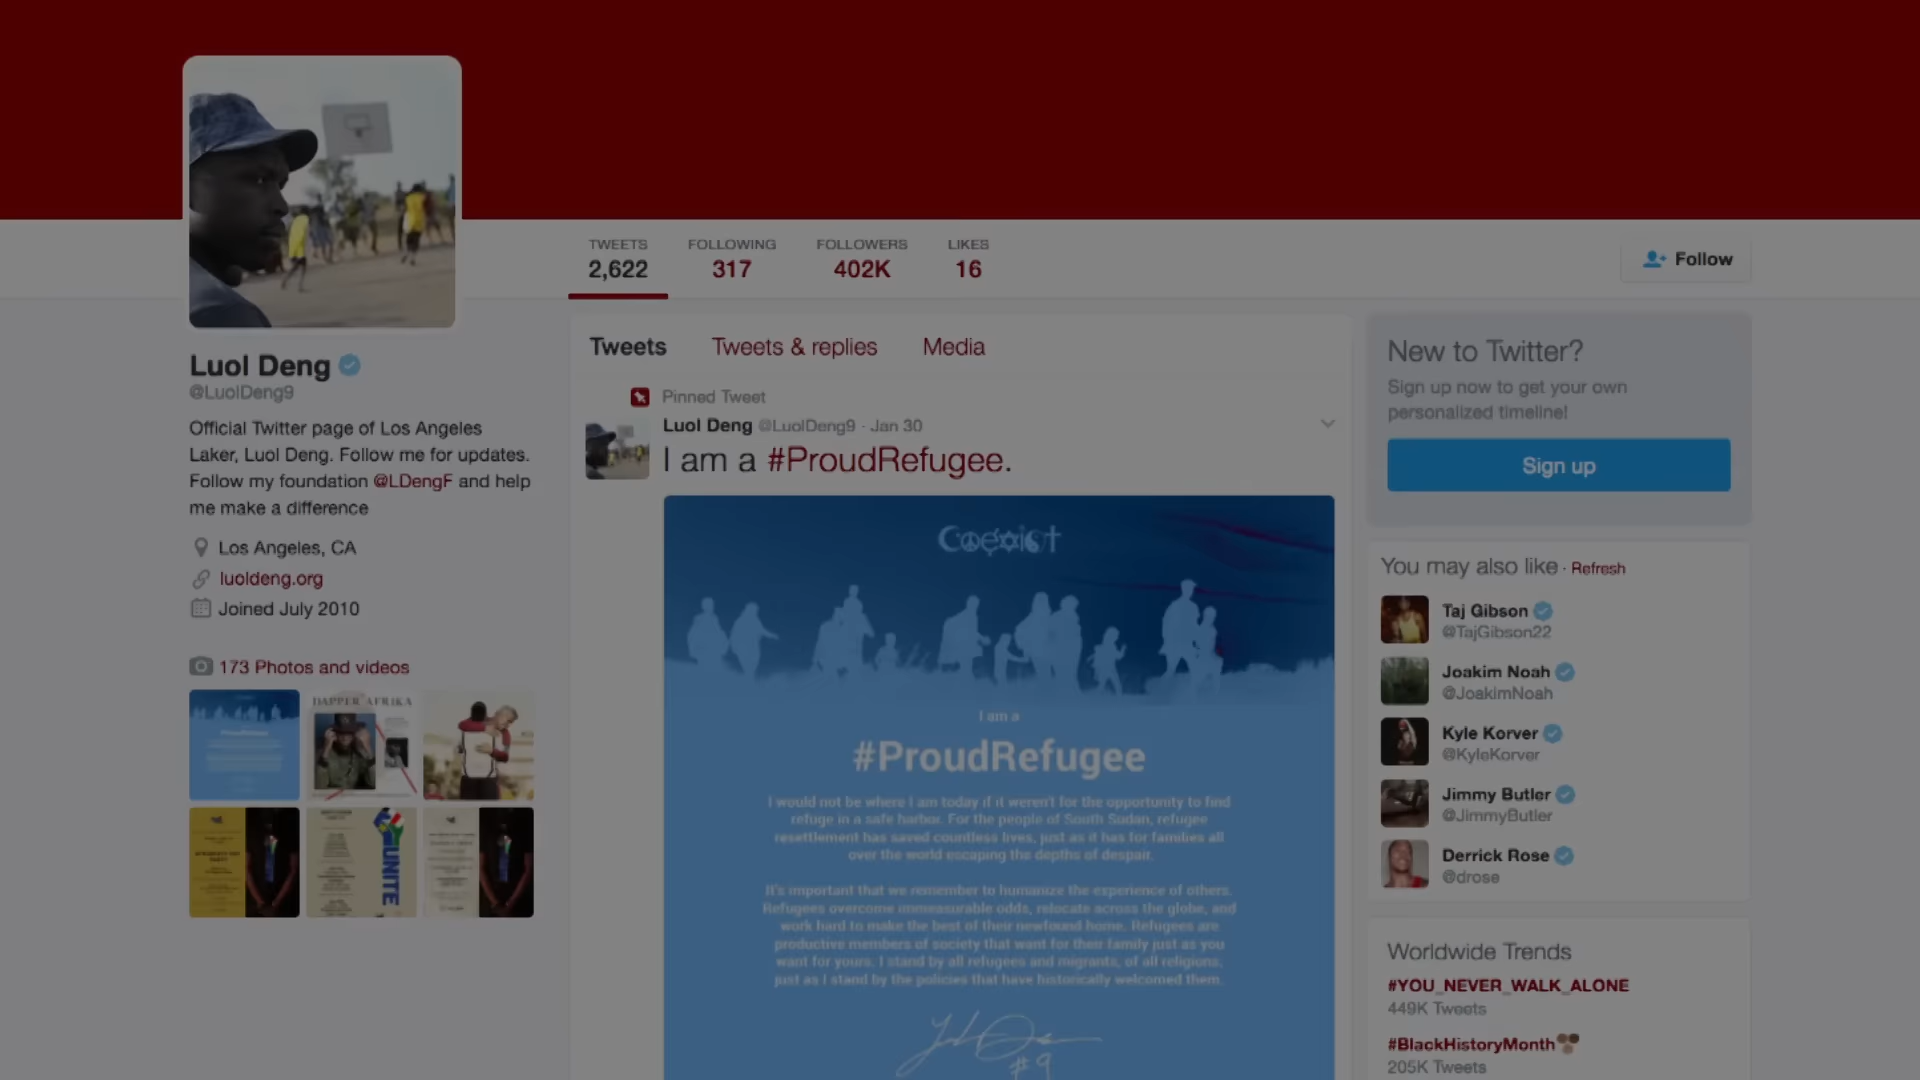 TWEETS
2,622
FOLLOWING
317
FOLLOWERS
402K
LIKES
16
Follow
Luol Deng
@LuolDeng9
Official Twitter page of Los Angeles
Laker, Luol Deng. Follow me for updates.
Follow my foundation @LDengF and help
me make a difference
Los Angeles, CA
luoldeng.org
Joined July 2010
173 Photos and videos
DAPPER AFRIKA
UNITE
Tweets
Tweets & replies
Media
Pinned Tweet
Luol Deng @LuolDeng9 · Jan 30
I am a #ProudRefugee.
Coexist
I am a
#ProudRefugee
I would not be where I am today if it weren't for the opportunity to find
refuge in a safe harbor. For the people of South Sudan, refugee
resettlement has saved countless lives, just as it has for families all
over the world escaping the depths of despair.
It's important that we remember to humanize the experience of others.
Refugees overcome immeasurable odds, relocate across the globe, and
work hard to make the best of their newfound home. Refugees are
productive members of society that want for their family just as you
want for yours. I stand by all refugees and migrants, of all religions,
just as I stand by the policies that have historically welcomed them.
#9
New to Twitter?
Sign up now to get your own
personalized timeline!
Sign up
You may also like · Refresh
Taj Gibson
@TajGibson22
Joakim Noah
@JoakimNoah
Kyle Korver
@KyleKorver
Jimmy Butler
@JimmyButler
Derrick Rose
@drose
Worldwide Trends
#YOU_NEVER_WALK_ALONE
449K Tweets
#BlackHistoryMonth
205K Tweets